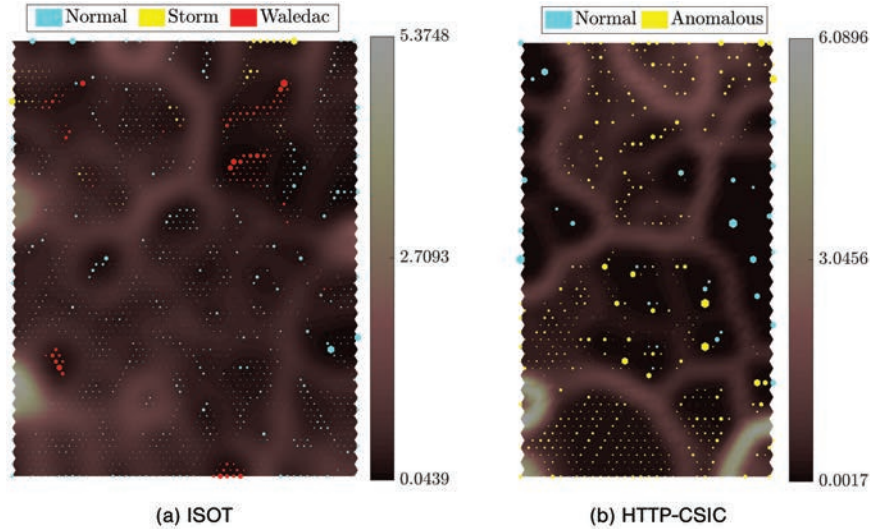 Normal Storm Waledac
Normal Anomalous
5.3748
2.7093
0.0439
6.0896
3.0456
0.0017
(a) ISOT
(b) HTTP-CSIC